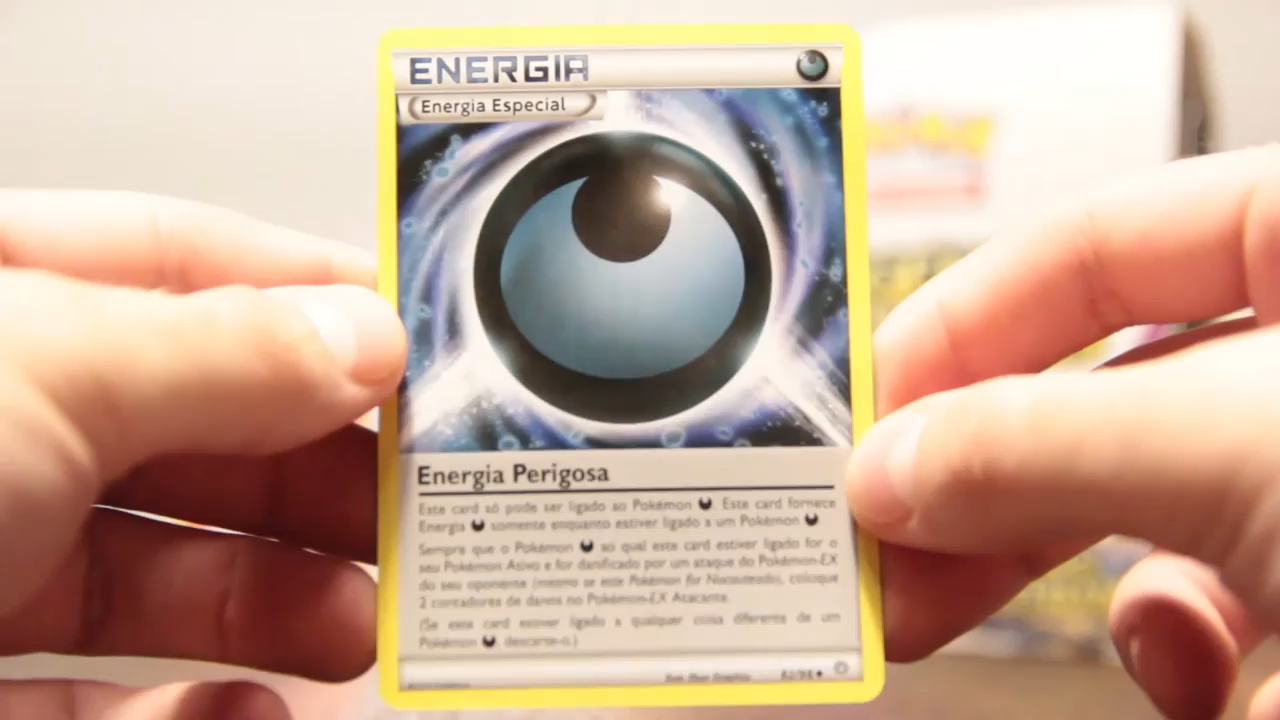 ENERGIA
Energia Especial
Energia Perigosa
Este card só pode ser ligado ao Pokémon . Este card fornece
Energia somente enquanto estiver ligado a um Pokémon
Sempre que o Pokémon ao qual este card estiver ligado for o
seu Pokémon Ativo e for danificado por um ataque do Pokémon-EX
do seu oponente (mesmo se este Pokémon for Nocauteado), coloque
2 contadores de danos no Pokémon-EX Atacante.
(Se este card estiver ligado a qualquer coisa diferente de um
Pokémon , descarte-o.)